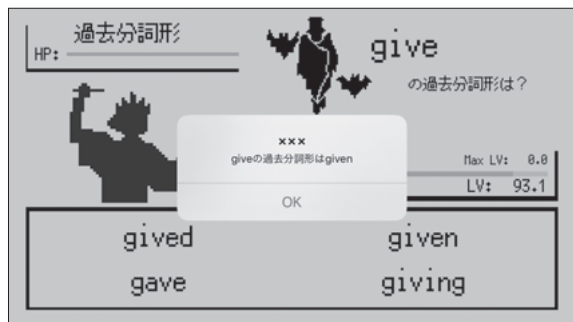 過去分詞形
HP:
give
の過去分詞形は？
×××
giveの過去分詞形はgiven
OK
Max LV: 0.0
LV: 93.1
gived given
gave giving